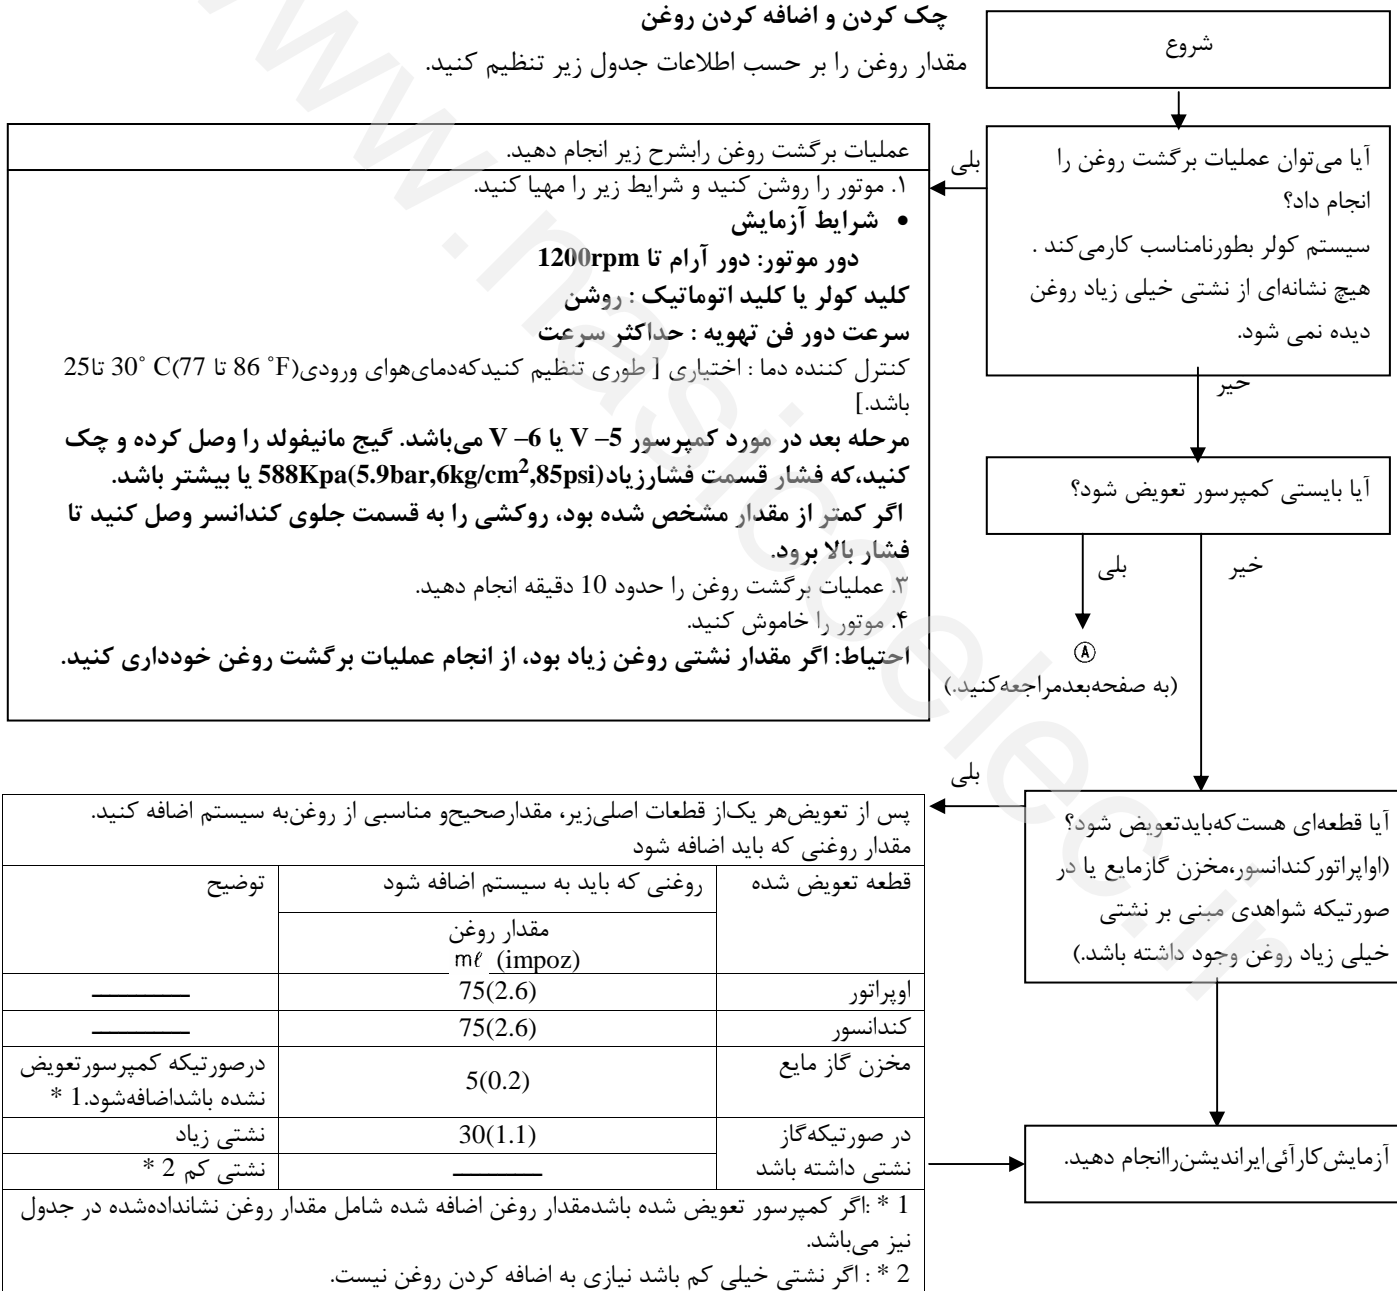 چک کردن و اضافه کردن روغن
مقدار روغن را بر حسب اطلاعات جدول زیر تنظیم کنید.
شروع
آیا می‌توان عملیات برگشت روغن را
انجام داد؟
سیستم کولر بطورنامناسب کارمی‌کند .
هیچ نشانه‌ای از نشتی خیلی زیاد روغن
دیده نمی شود.
بلی
عملیات برگشت روغن رابشرح زیر انجام دهید.
۱. موتور را روشن کنید و شرایط زیر را مهیا کنید.
• شرایط آزمایش
دور موتور: دور آرام تا 1200rpm
کلید کولر یا کلید اتوماتیک : روشن
سرعت دور فن تهویه : حداکثر سرعت
کنترل کننده دما : اختیاری [ طوری تنظیم کنیدکه‌دمای‌هوای ورودی(F° 86 تا 77)C °30 تا25
باشد.]
مرحله بعد در مورد کمپرسور 5– V یا 6– V می‌باشد. گیج مانیفولد را وصل کرده و چک
کنید،که فشار قسمت فشارزیاد588Kpa(5.9bar,6kg/cm²,85psi) یا بیشتر باشد.
اگر کمتر از مقدار مشخص شده بود، روکشی را به قسمت جلوی کندانسر وصل کنید تا
فشار بالا برود.
۳. عملیات برگشت روغن را حدود 10 دقیقه انجام دهید.
۴. موتور را خاموش کنید.
احتیاط: اگر مقدار نشتی روغن زیاد بود، از انجام عملیات برگشت روغن خودداری کنید.
خیر
آیا بایستی کمپرسور تعویض شود؟
بلی
خیر
Ⓐ
(به صفحه‌بعدمراجعه‌کنید.)
آیا قطعه‌ای هست‌که‌بایدتعویض شود؟
(اواپراتورکندانسور،مخزن گازمایع یا در
صورتیکه شواهدی مبنی بر نشتی
خیلی زیاد روغن وجود داشته باشد.)
بلی
پس از تعویض‌هر یک‌از قطعات اصلی‌زیر، مقدارصحیح‌و مناسبی از روغن‌به سیستم اضافه کنید.
مقدار روغنی که باید اضافه شود
قطعه تعویض شده روغنی که باید به سیستم اضافه شود توضیح
مقدار روغن
mℓ (impoz)
اوپراتور 75(2.6) ———
کندانسور 75(2.6) ———
مخزن گاز مایع 5(0.2) درصورتیکه کمپرسورتعویض
نشده باشداضافه‌شود.1 *
در صورتیکه‌گاز 30(1.1) نشتی زیاد
نشتی داشته باشد ——— نشتی کم 2 *
1 * :اگر کمپرسور تعویض شده باشدمقدار روغن اضافه شده شامل مقدار روغن نشانداده‌شده در جدول
نیز می‌باشد.
2 * : اگر نشتی خیلی کم باشد نیازی به اضافه کردن روغن نیست.
آزمایش‌کارآئی‌ایراندیشن‌راانجام دهید.
www.nasicoelec.ir